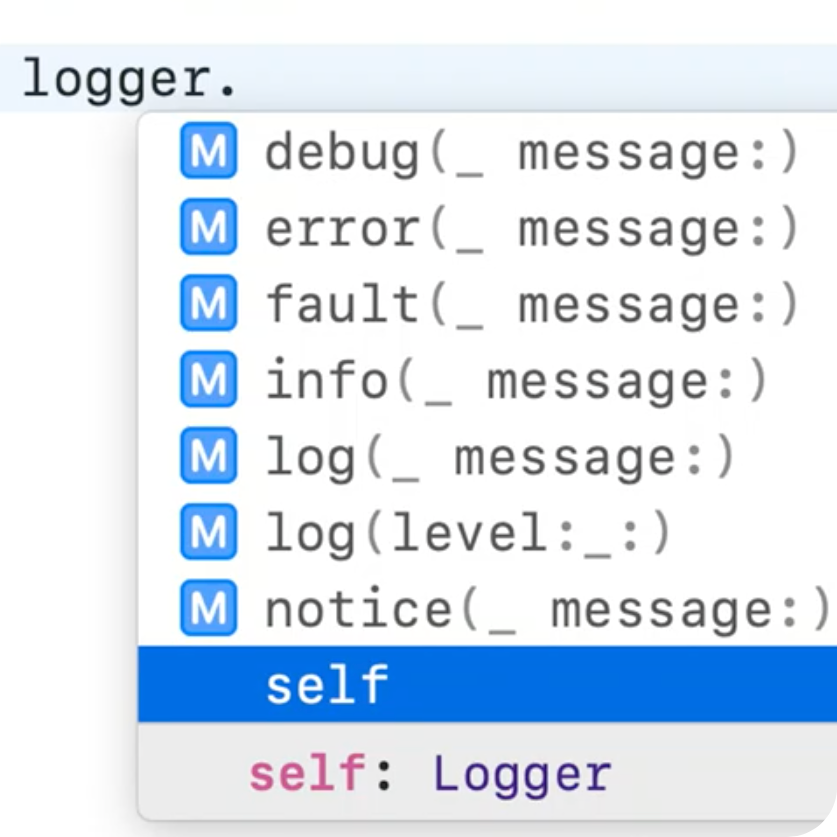 logger.
M debug(_ message:)
M error(_ message:)
M fault(_ message:)
M info(_ message:)
M log(_ message:)
M log(level:_:)
M notice(_ message:)
self
self: Logger